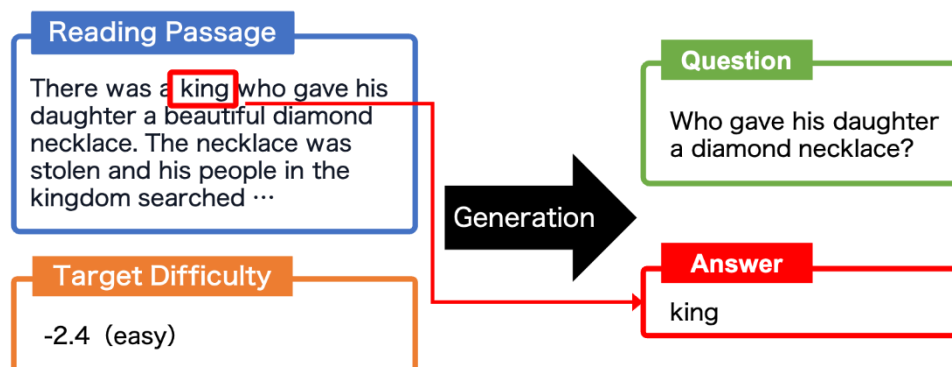 Reading Passage
There was a king who gave his
daughter a beautiful diamond
necklace. The necklace was
stolen and his people in the
kingdom searched …
Target Difficulty
-2.4（easy）
Generation
Question
Who gave his daughter
a diamond necklace?
Answer
king